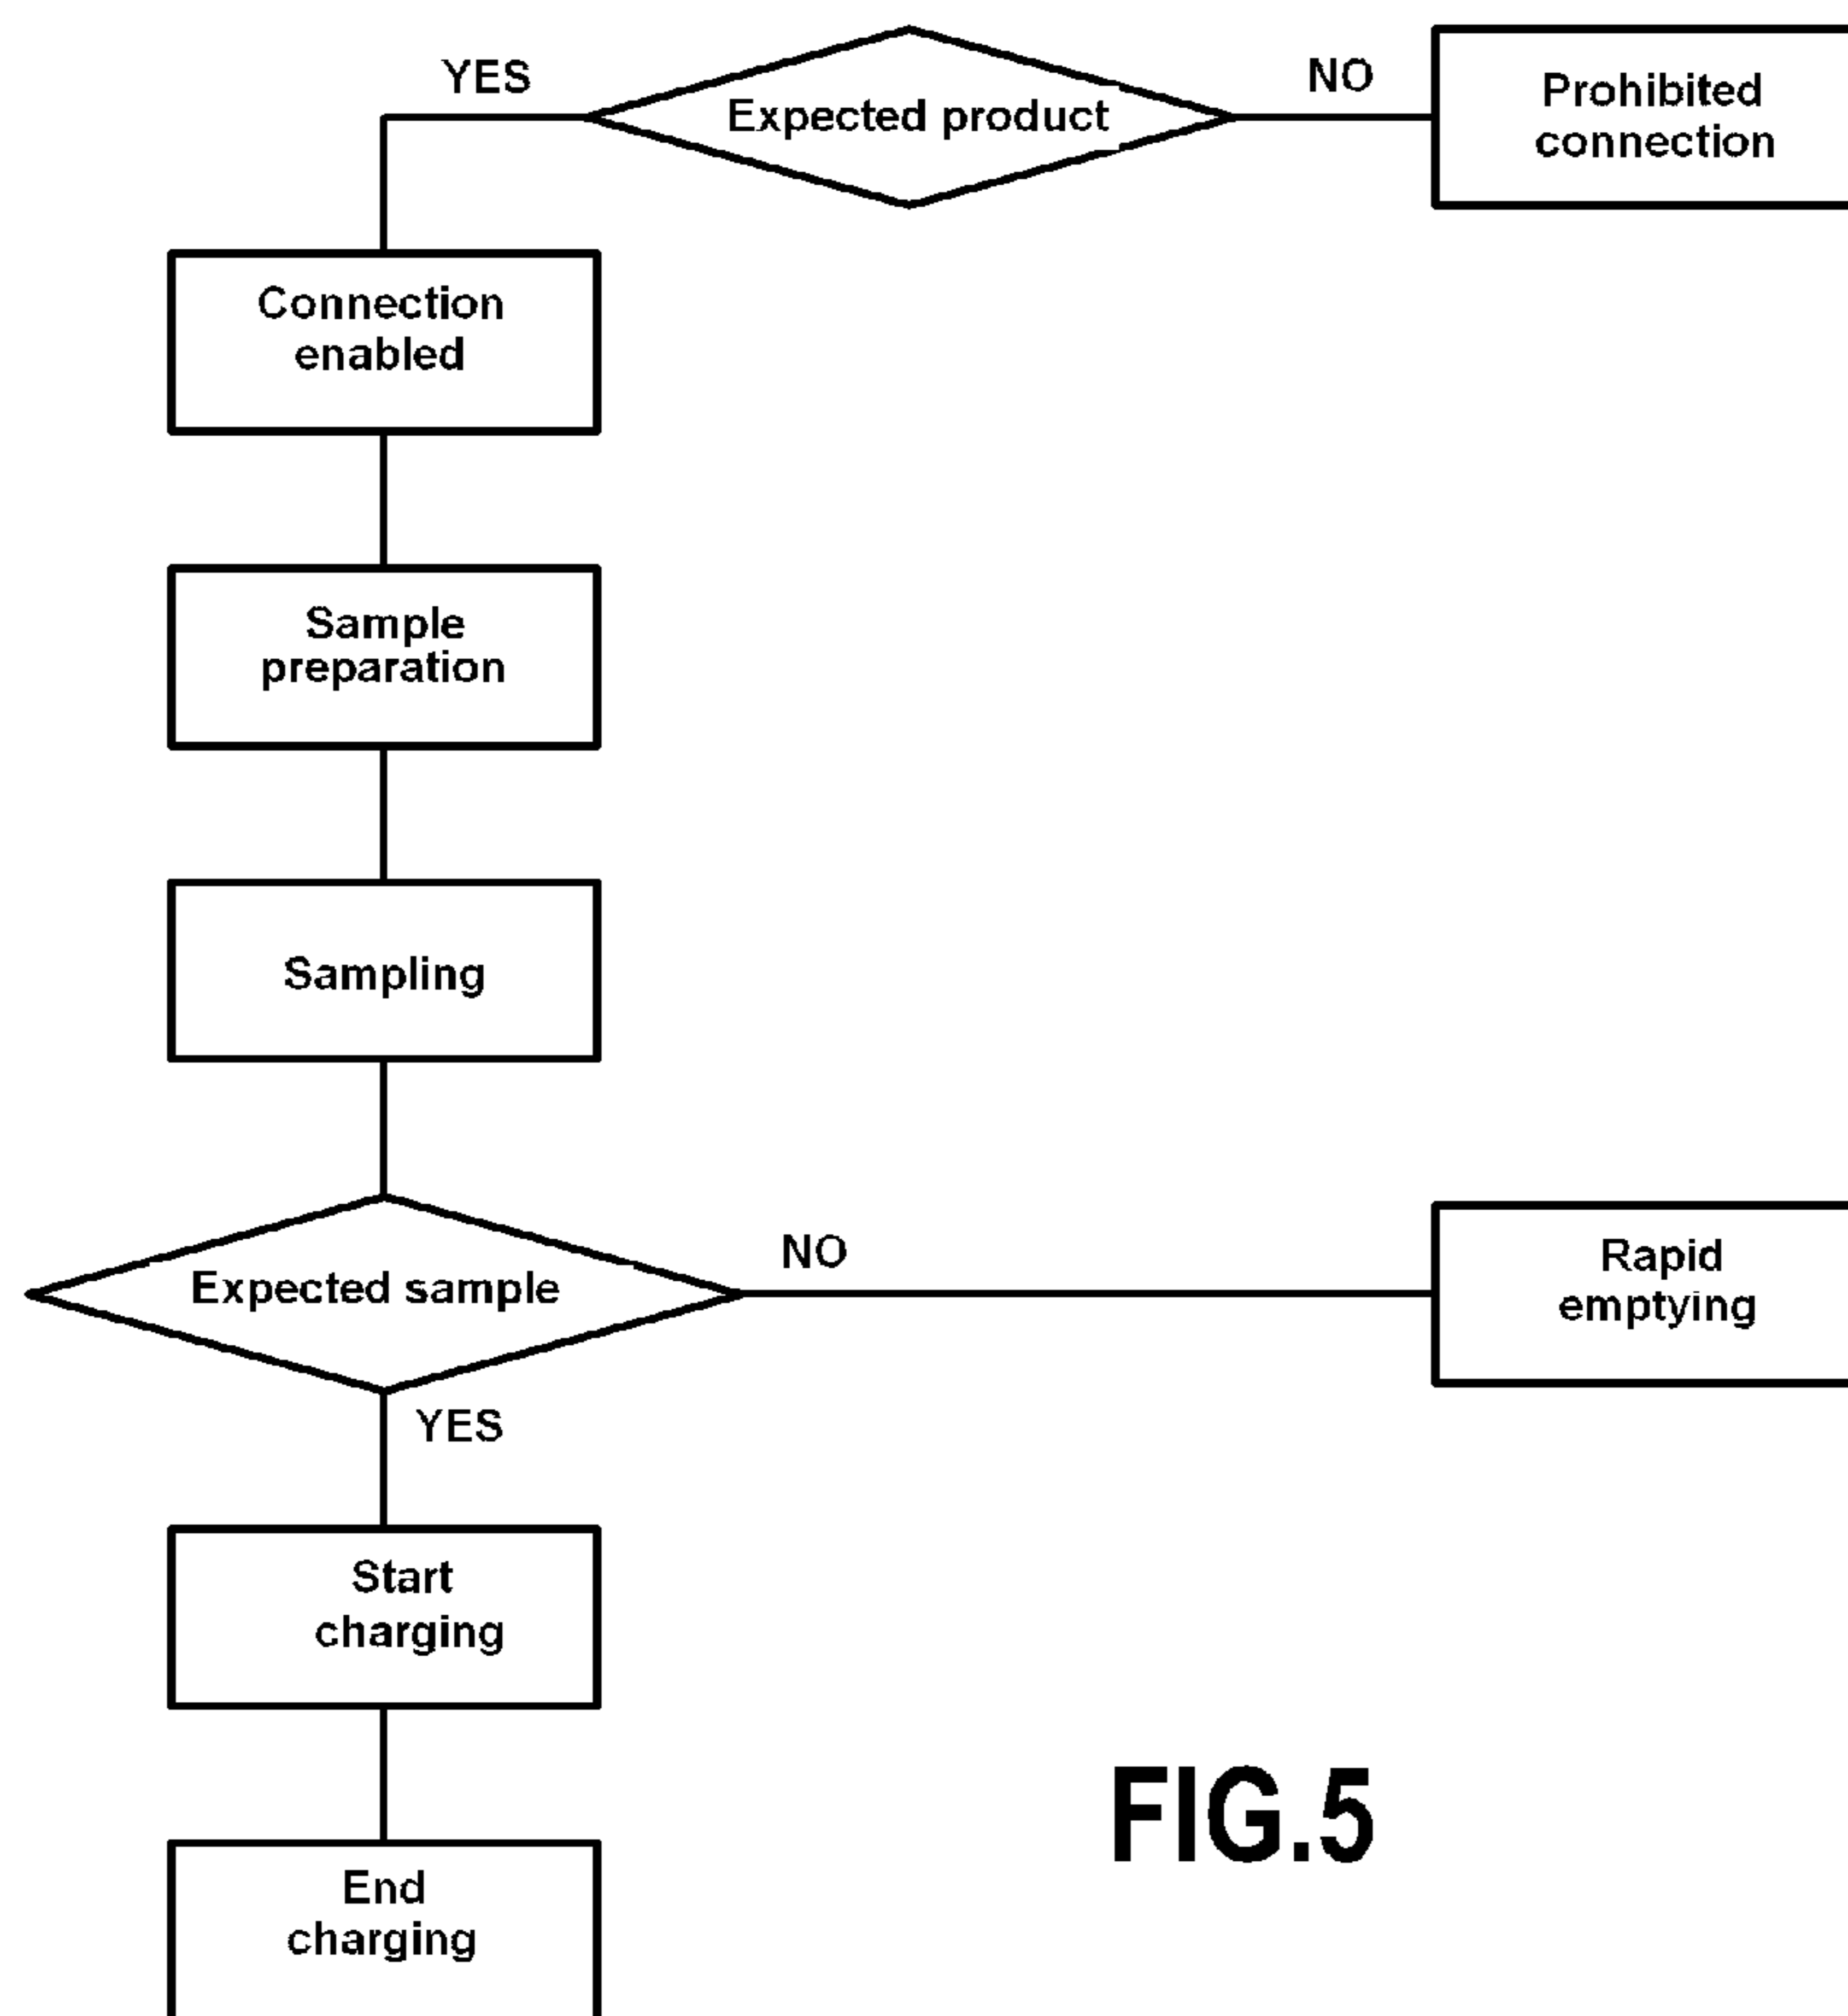 YES
Expected product
NO
Prohibited
connection
Connection
enabled
Sample
preparation
Sampling
Expected sample
NO
Rapid
emptying
YES
Start
charging
End
charging
FIG.5